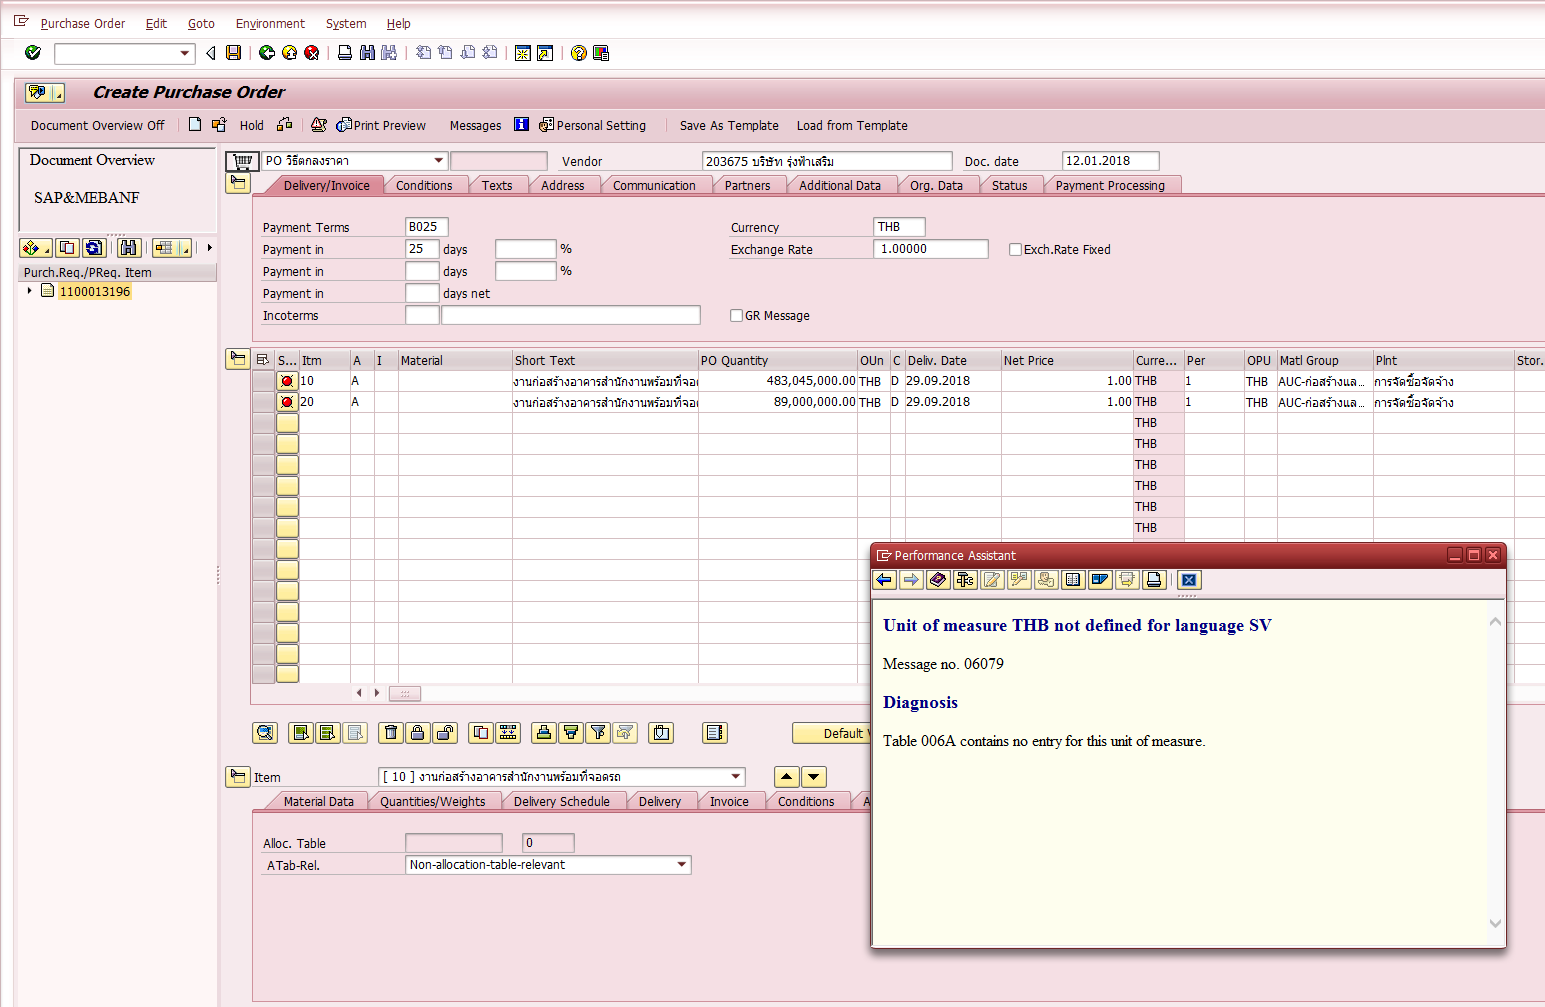 Purchase Order Edit Goto Environment System Help
Create Purchase Order
Document Overview Off Hold Print Preview Messages Personal Setting Save As Template Load from Template
Document Overview
SAP&MEBANF
Purch.Req./PReq. Item
1100013196
PO วิธีตกลงราคา Vendor 203675 บริษัท รุ่งฟ้าเสริม Doc. date 12.01.2018
Delivery/Invoice Conditions Texts Address Communication Partners Additional Data Org. Data Status Payment Processing
Payment Terms B025 Currency THB
Payment in 25 days % Exchange Rate 1.00000 Exch.Rate Fixed
Payment in days %
Payment in days net
Incoterms GR Message
S... Itm A I Material Short Text PO Quantity OUn C Deliv. Date Net Price Curre... Per OPU Matl Group Plnt Stor.
10 A งานก่อสร้างอาคารสำนักงานพร้อมที่จอด 483,045,000.00 THB D 29.09.2018 1.00 THB 1 THB AUC-ก่อสร้างแล... การจัดซื้อจัดจ้าง
20 A งานก่อสร้างอาคารสำนักงานพร้อมที่จอด 89,000,000.00 THB D 29.09.2018 1.00 THB 1 THB AUC-ก่อสร้างแล... การจัดซื้อจัดจ้าง
THB
THB
THB
THB
THB
THB
Performance Assistant
Unit of measure THB not defined for language SV
Message no. 06079
Diagnosis
Table 006A contains no entry for this unit of measure.
Default
Item [ 10 ] งานก่อสร้างอาคารสำนักงานพร้อมที่จอดรถ
Material Data Quantities/Weights Delivery Schedule Delivery Invoice Conditions A
Alloc. Table 0
ATab-Rel. Non-allocation-table-relevant